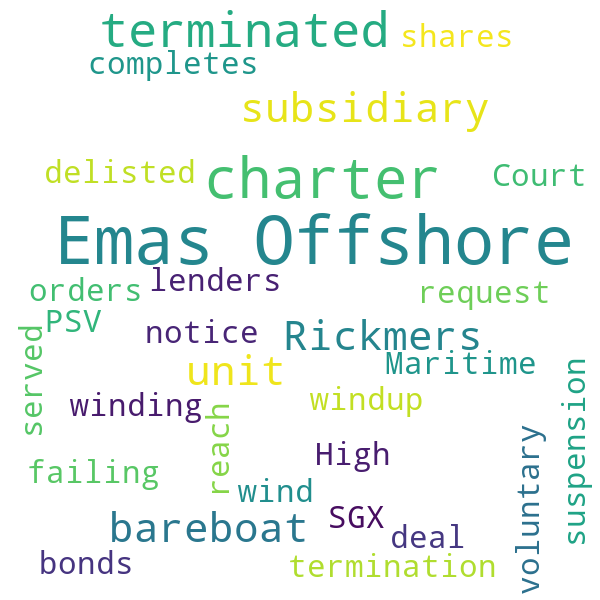 terminated
shares
completes
subsidiary
delisted
charter
Court
Emas Offshore
lenders
orders
request
PSV
notice
Rickmers
served
unit
Maritime
winding
windup
reach
High
suspension
failing
wind
voluntary
bareboat
SGX
deal
bonds
termination